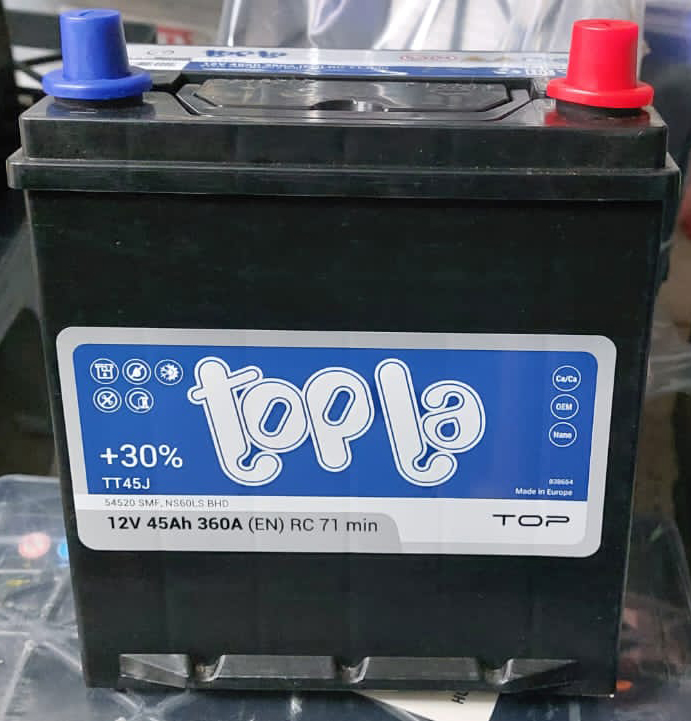 topla
topla
Ca/Ca
OEM
Nano
+30%
TT45J
838664
Made in Europe
54520 SMF, NS60LS BHD
12V 45Ah 360A (EN) RC 71 min
TOP